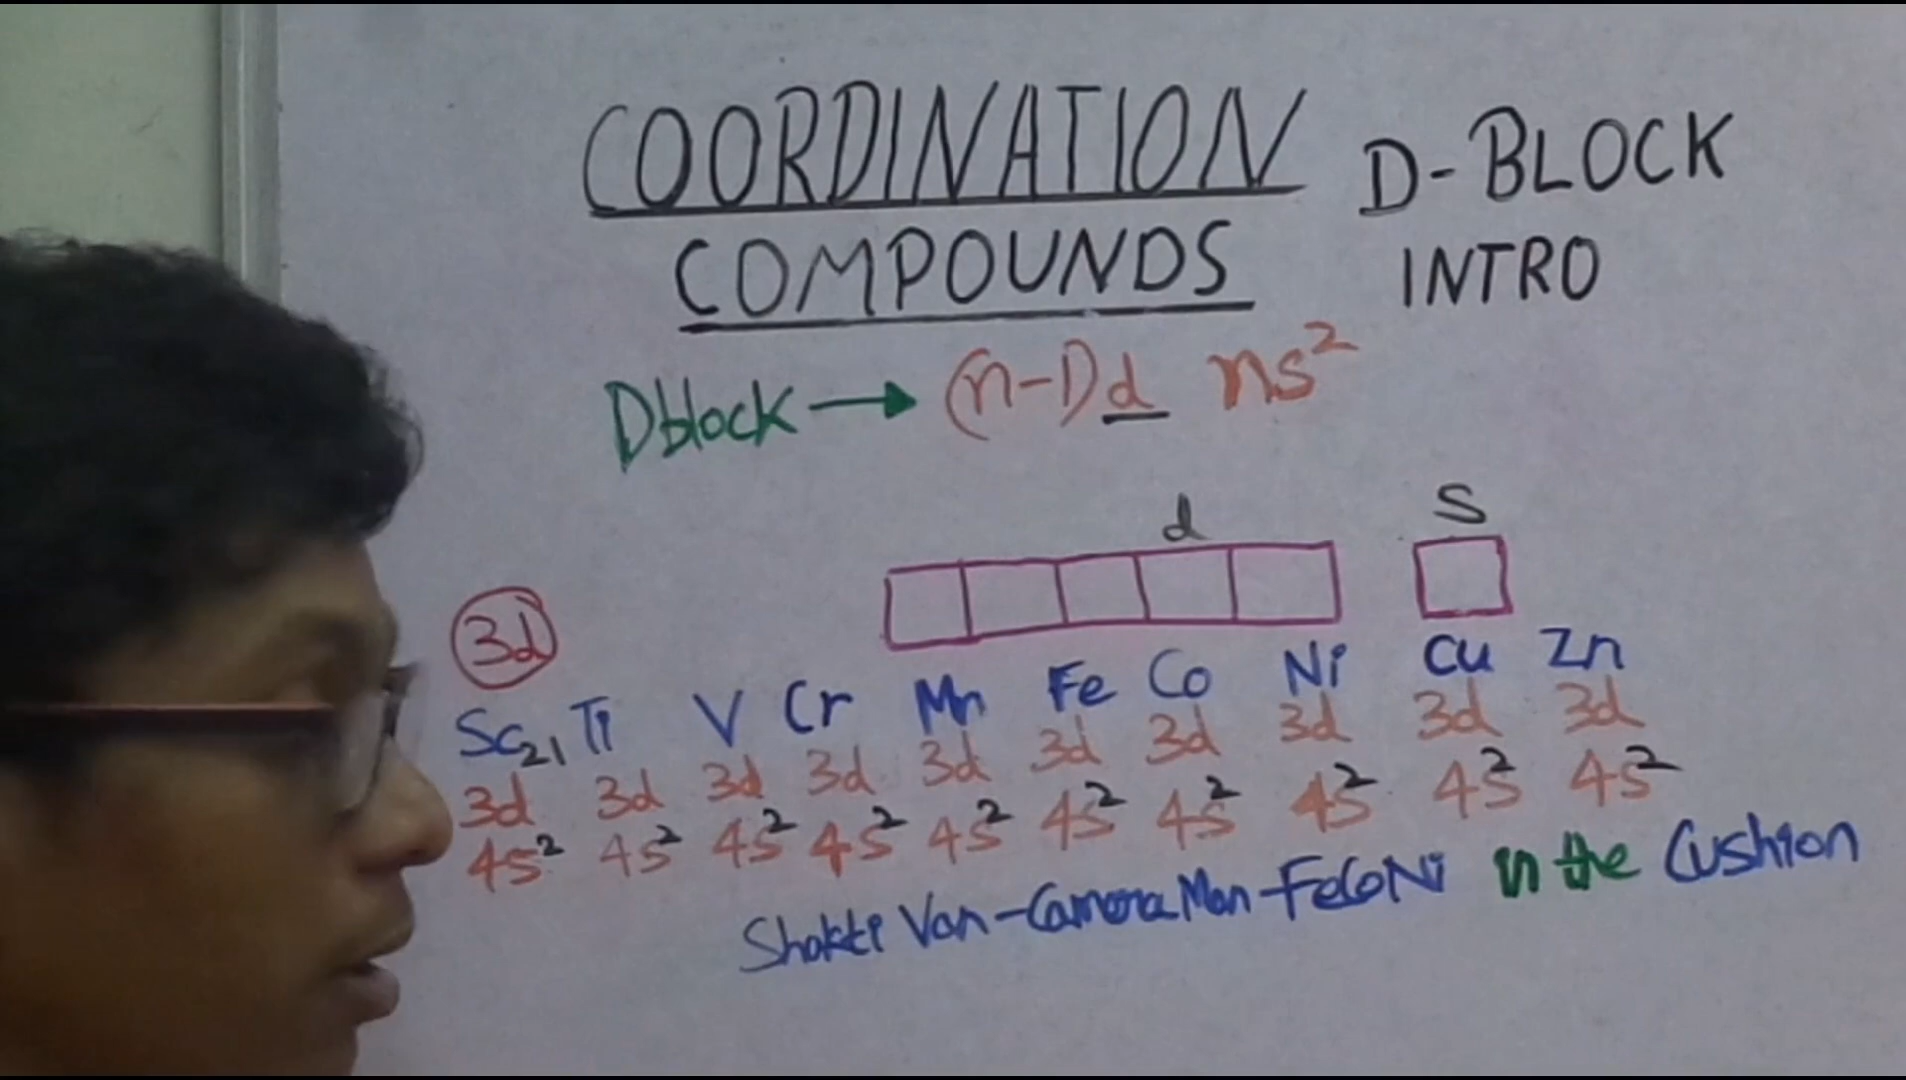 COORDINATION
COMPOUNDS
D-BLOCK
INTRO
Dblock → (n-1)d ns²
d S
3d
Sc₂₁ Ti V Cr Mn Fe Co Ni Cu Zn
3d 3d 3d 3d 3d 3d 3d 3d 3d 3d
4s² 4s² 4s² 4s² 4s² 4s² 4s² 4s² 4s² 4s²
Shakti Van-Camera Man-FeCoNi in the Cushion